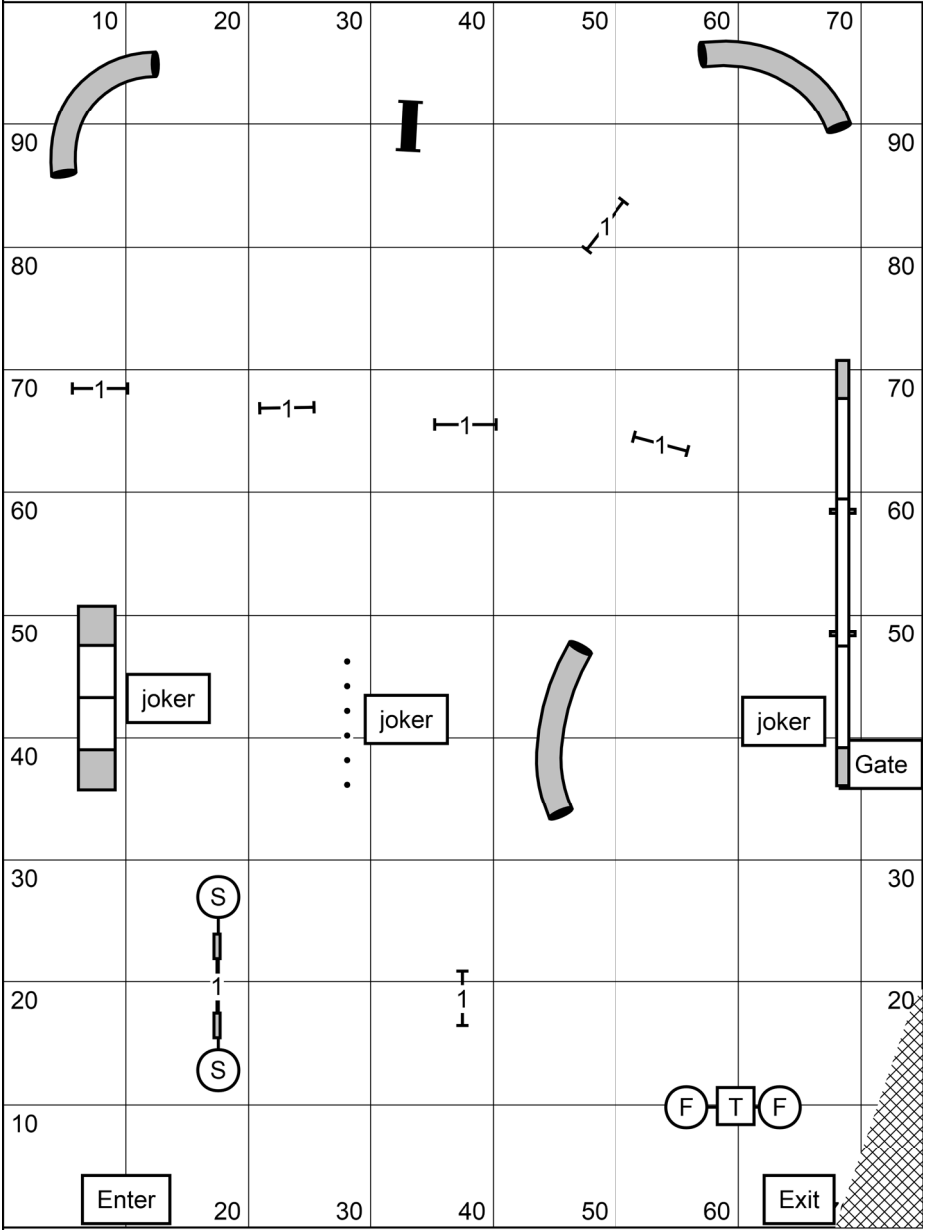 10 20 30 40 50 60 70
90 90
1
80 80
70 1 1 1 1 70
60 60
50 50
joker joker joker
40 Gate
30 30
S
1
20 1 20
S
10 F T F
Enter 20 30 40 50 60 Exit